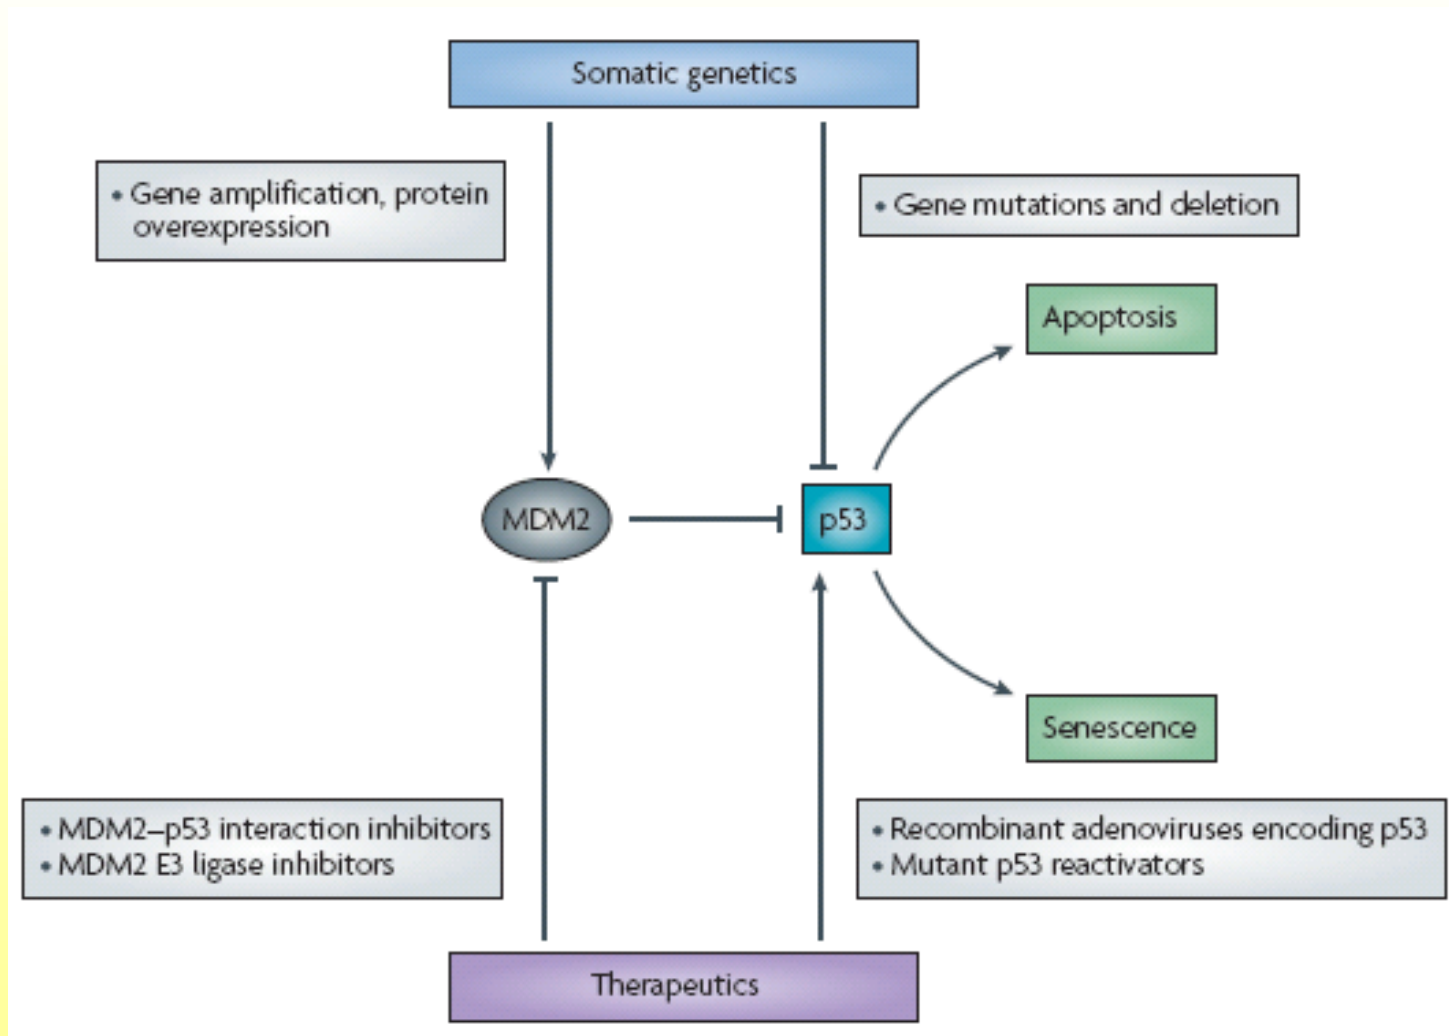 Somatic genetics
• Gene amplification, protein
overexpression
• Gene mutations and deletion
Apoptosis
MDM2
p53
Senescence
• MDM2–p53 interaction inhibitors
• MDM2 E3 ligase inhibitors
• Recombinant adenoviruses encoding p53
• Mutant p53 reactivators
Therapeutics